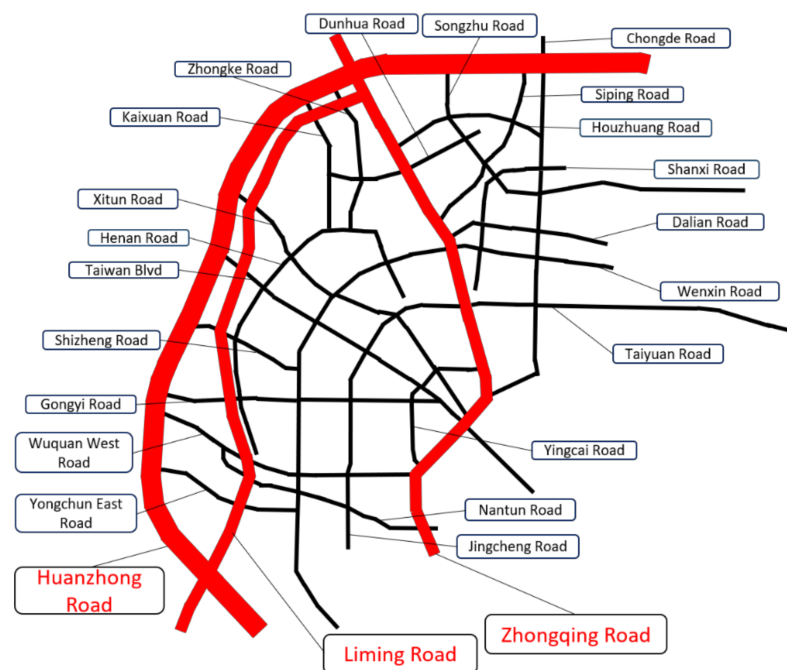 Dunhua Road
Songzhu Road
Chongde Road
Zhongke Road
Siping Road
Kaixuan Road
Houzhuang Road
Shanxi Road
Xitun Road
Dalian Road
Henan Road
Taiwan Blvd
Wenxin Road
Shizheng Road
Taiyuan Road
Gongyi Road
Wuquan West
Road
Yingcai Road
Yongchun East
Road
Nantun Road
Jingcheng Road
Huanzhong
Road
Liming Road
Zhongqing Road